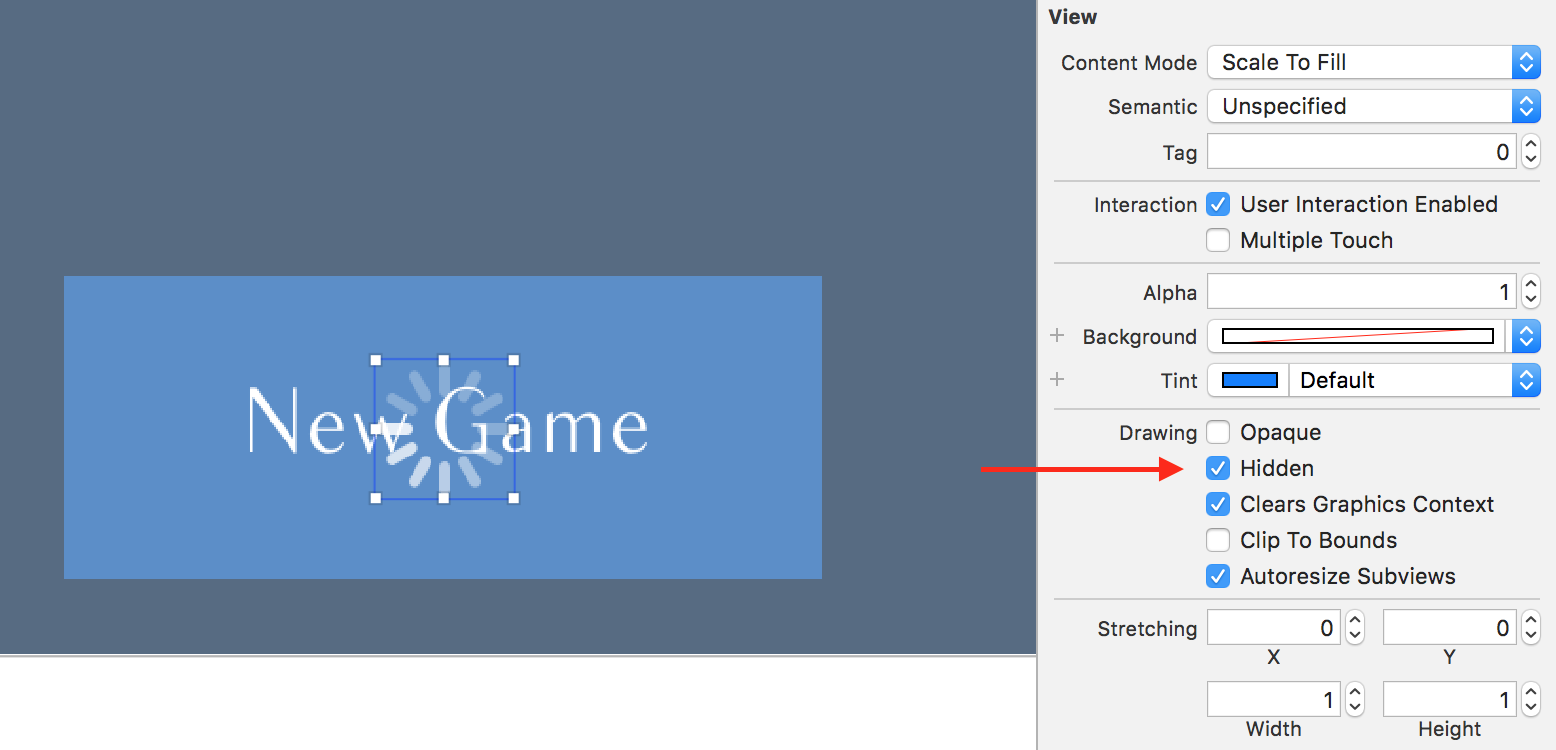 New Game
View
Content Mode Scale To Fill
Semantic Unspecified
Tag 0
Interaction User Interaction Enabled
Multiple Touch
Alpha 1
Background
Tint Default
Drawing Opaque
Hidden
Clears Graphics Context
Clip To Bounds
Autoresize Subviews
Stretching 0 0
X Y
1 1
Width Height